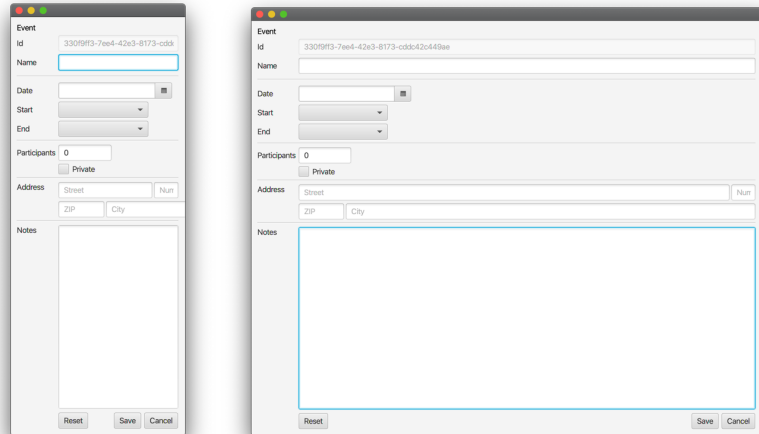 Event
Id 330f9ff3-7ee4-42e3-8173-cddc
Name
Date
Start
End
Participants 0
Private
Address Street Num
ZIP City
Notes
Reset Save Cancel
Event
Id 330f9ff3-7ee4-42e3-8173-cddc42c449ae
Name
Date
Start
End
Participants 0
Private
Address Street Num
ZIP City
Notes
Reset Save Cancel